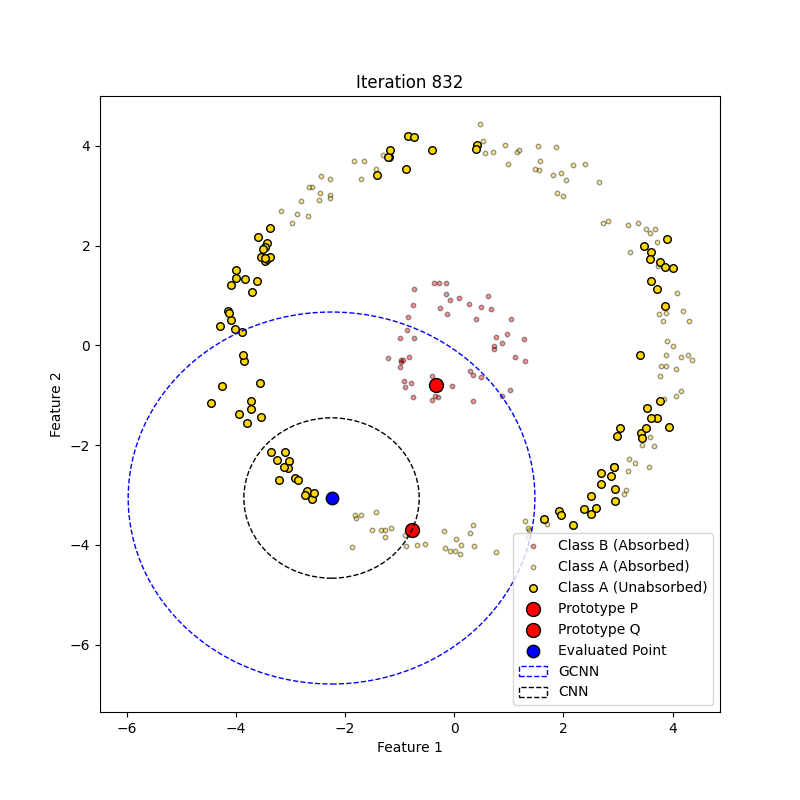 Iteration 832
4
2
0
−2
−4
−6
Feature 2
−6
−4
−2
0
2
4
Feature 1
Class B (Absorbed)
Class A (Absorbed)
Class A (Unabsorbed)
Prototype P
Prototype Q
Evaluated Point
GCNN
CNN